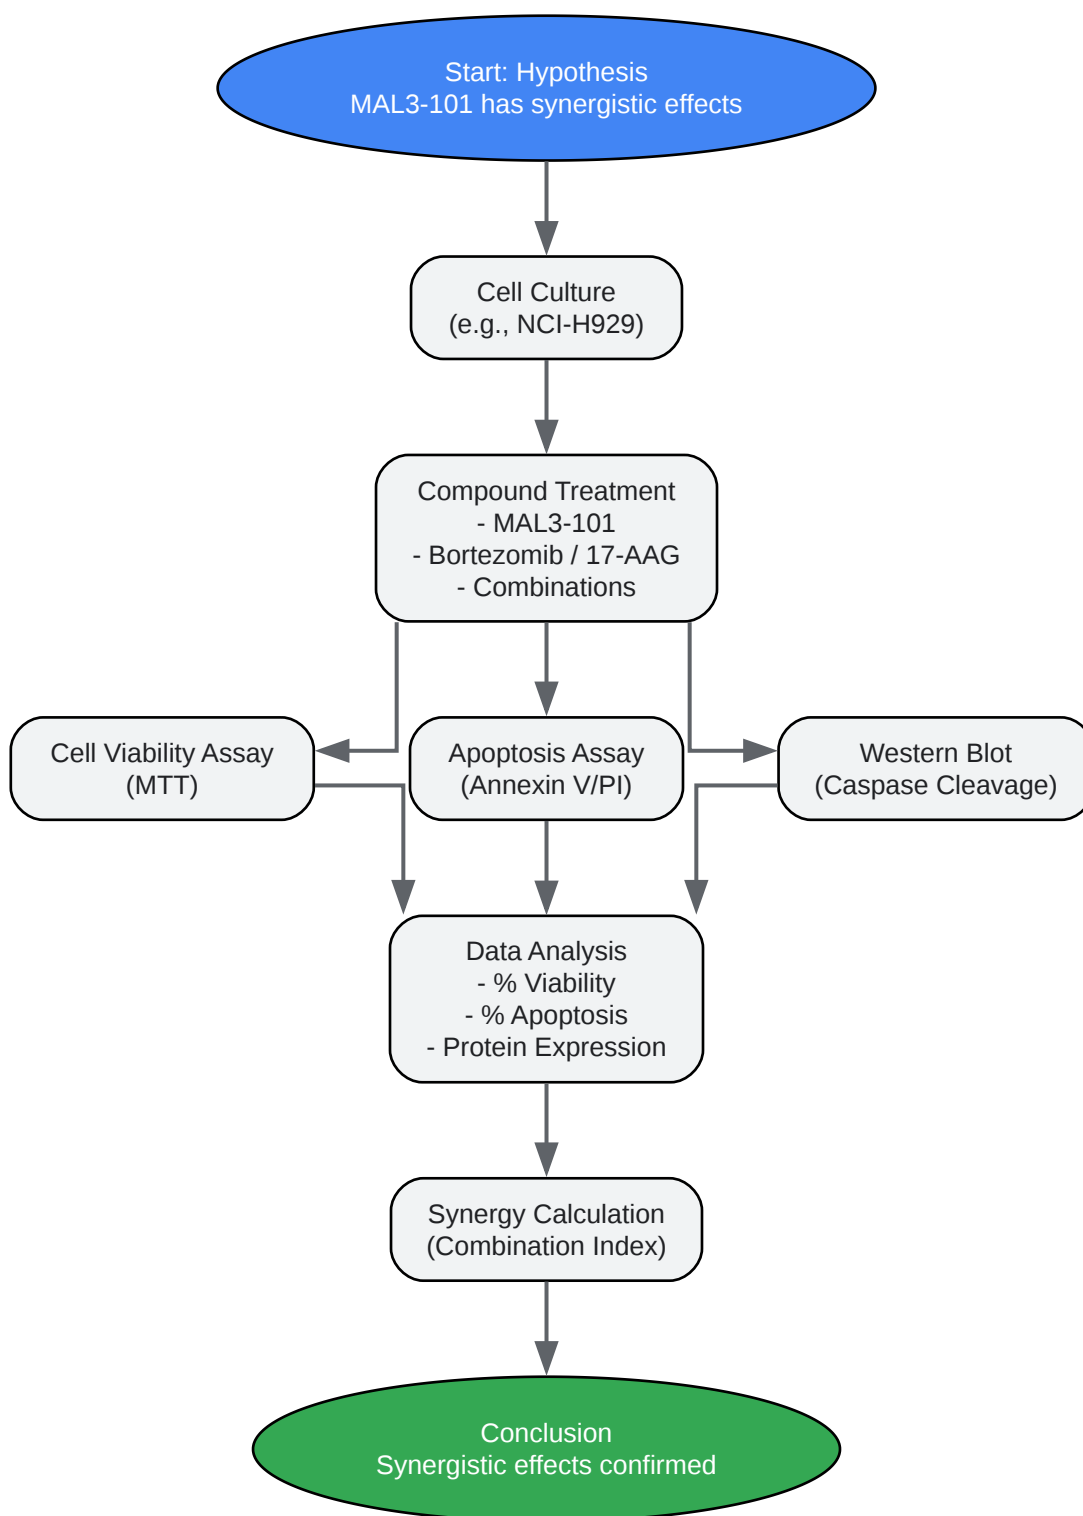 Start: Hypothesis
MAL3-101 has synergistic effects
Cell Culture
(e.g., NCI-H929)
Compound Treatment
- MAL3-101
- Bortezomib / 17-AAG
- Combinations
Cell Viability Assay
(MTT)
Apoptosis Assay
(Annexin V/PI)
Western Blot
(Caspase Cleavage)
Data Analysis
- % Viability
- % Apoptosis
- Protein Expression
Synergy Calculation
(Combination Index)
Conclusion
Synergistic effects confirmed